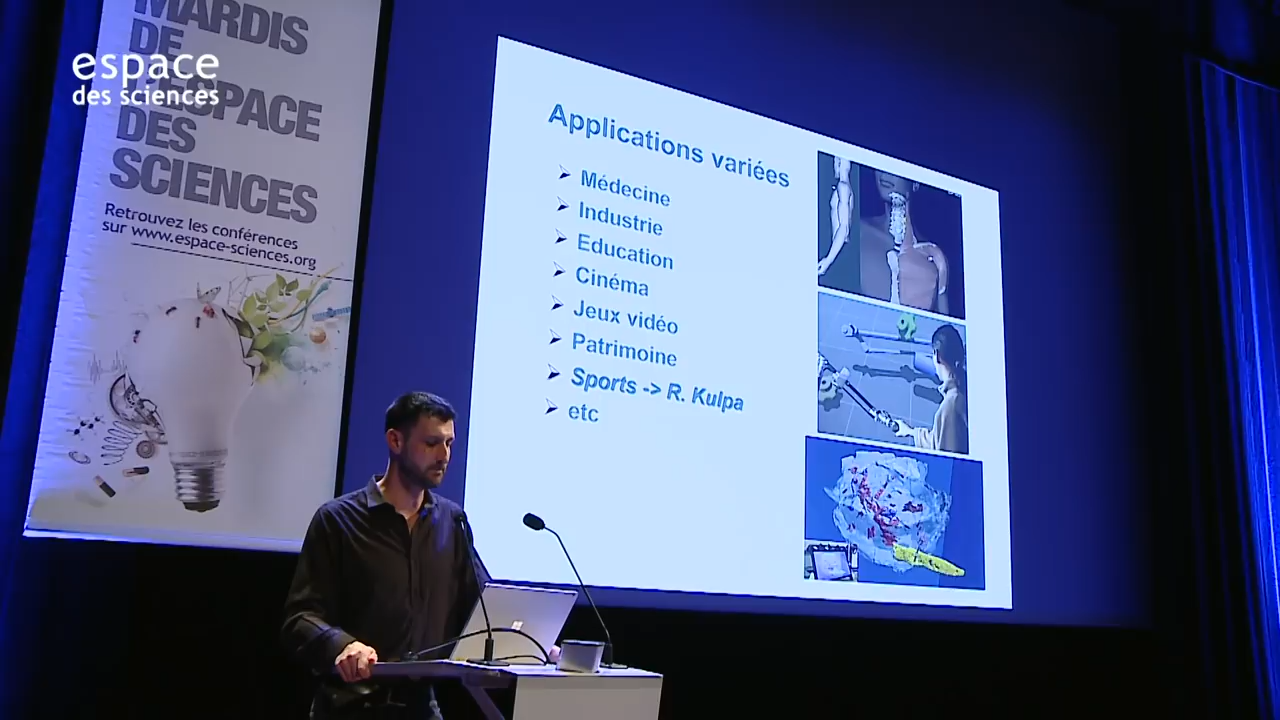 MARDIS
DE
L'ESPACE
DES
SCIENCES
Retrouvez les conférences
sur www.espace-sciences.org
espace
des sciences
Applications variées
Médecine
Industrie
Education
Cinéma
Jeux vidéo
Patrimoine
Sports -> R. Kulpa
etc